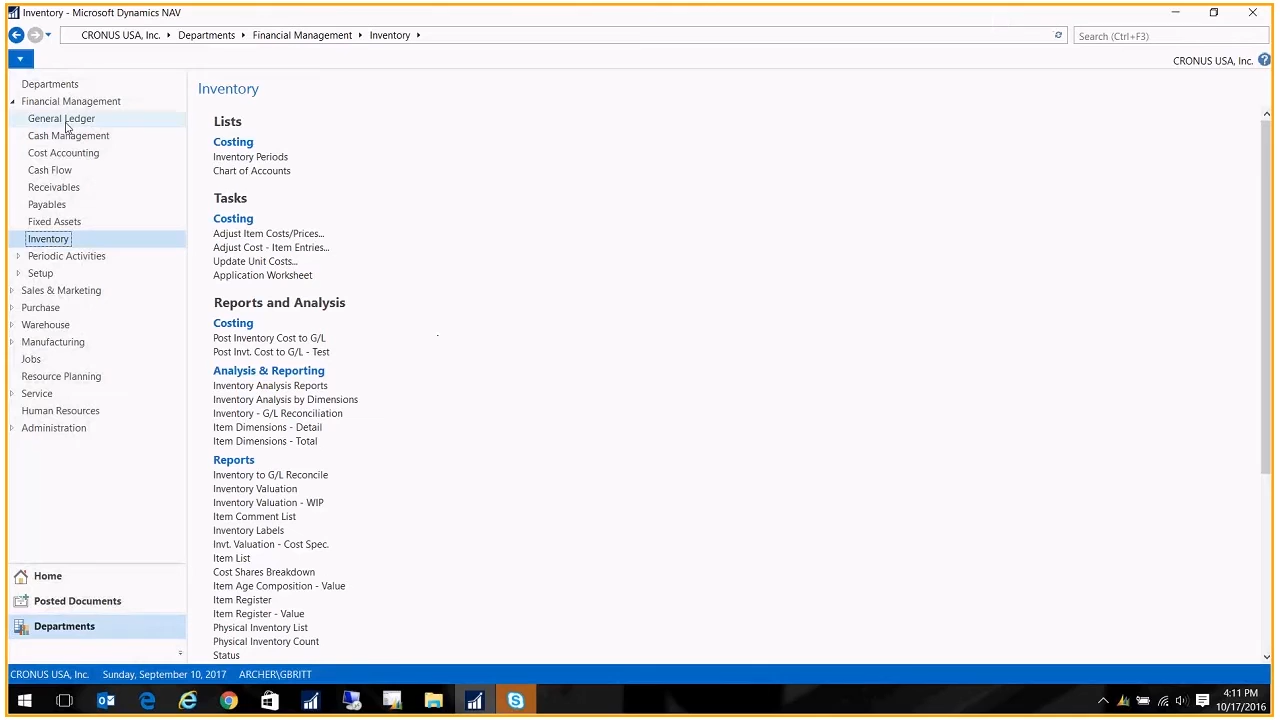 Inventory - Microsoft Dynamics NAV
CRONUS USA, Inc. Departments Financial Management Inventory
Search (Ctrl+F3)
CRONUS USA, Inc.
Departments
Financial Management
General Ledger
Cash Management
Cost Accounting
Cash Flow
Receivables
Payables
Fixed Assets
Inventory
Periodic Activities
Setup
Sales & Marketing
Purchase
Warehouse
Manufacturing
Jobs
Resource Planning
Service
Human Resources
Administration
Home
Posted Documents
Departments
Inventory
Lists
Costing
Inventory Periods
Chart of Accounts
Tasks
Costing
Adjust Item Costs/Prices...
Adjust Cost - Item Entries...
Update Unit Costs...
Application Worksheet
Reports and Analysis
Costing
Post Inventory Cost to G/L
Post Invt. Cost to G/L - Test
Analysis & Reporting
Inventory Analysis Reports
Inventory Analysis by Dimensions
Inventory - G/L Reconciliation
Item Dimensions - Detail
Item Dimensions - Total
Reports
Inventory to G/L Reconcile
Inventory Valuation
Inventory Valuation - WIP
Item Comment List
Inventory Labels
Invt. Valuation - Cost Spec.
Item List
Cost Shares Breakdown
Item Age Composition - Value
Item Register
Item Register - Value
Physical Inventory List
Physical Inventory Count
Status
CRONUS USA, Inc. Sunday, September 10, 2017 ARCHER\GBRITT
4:11 PM
10/17/2016